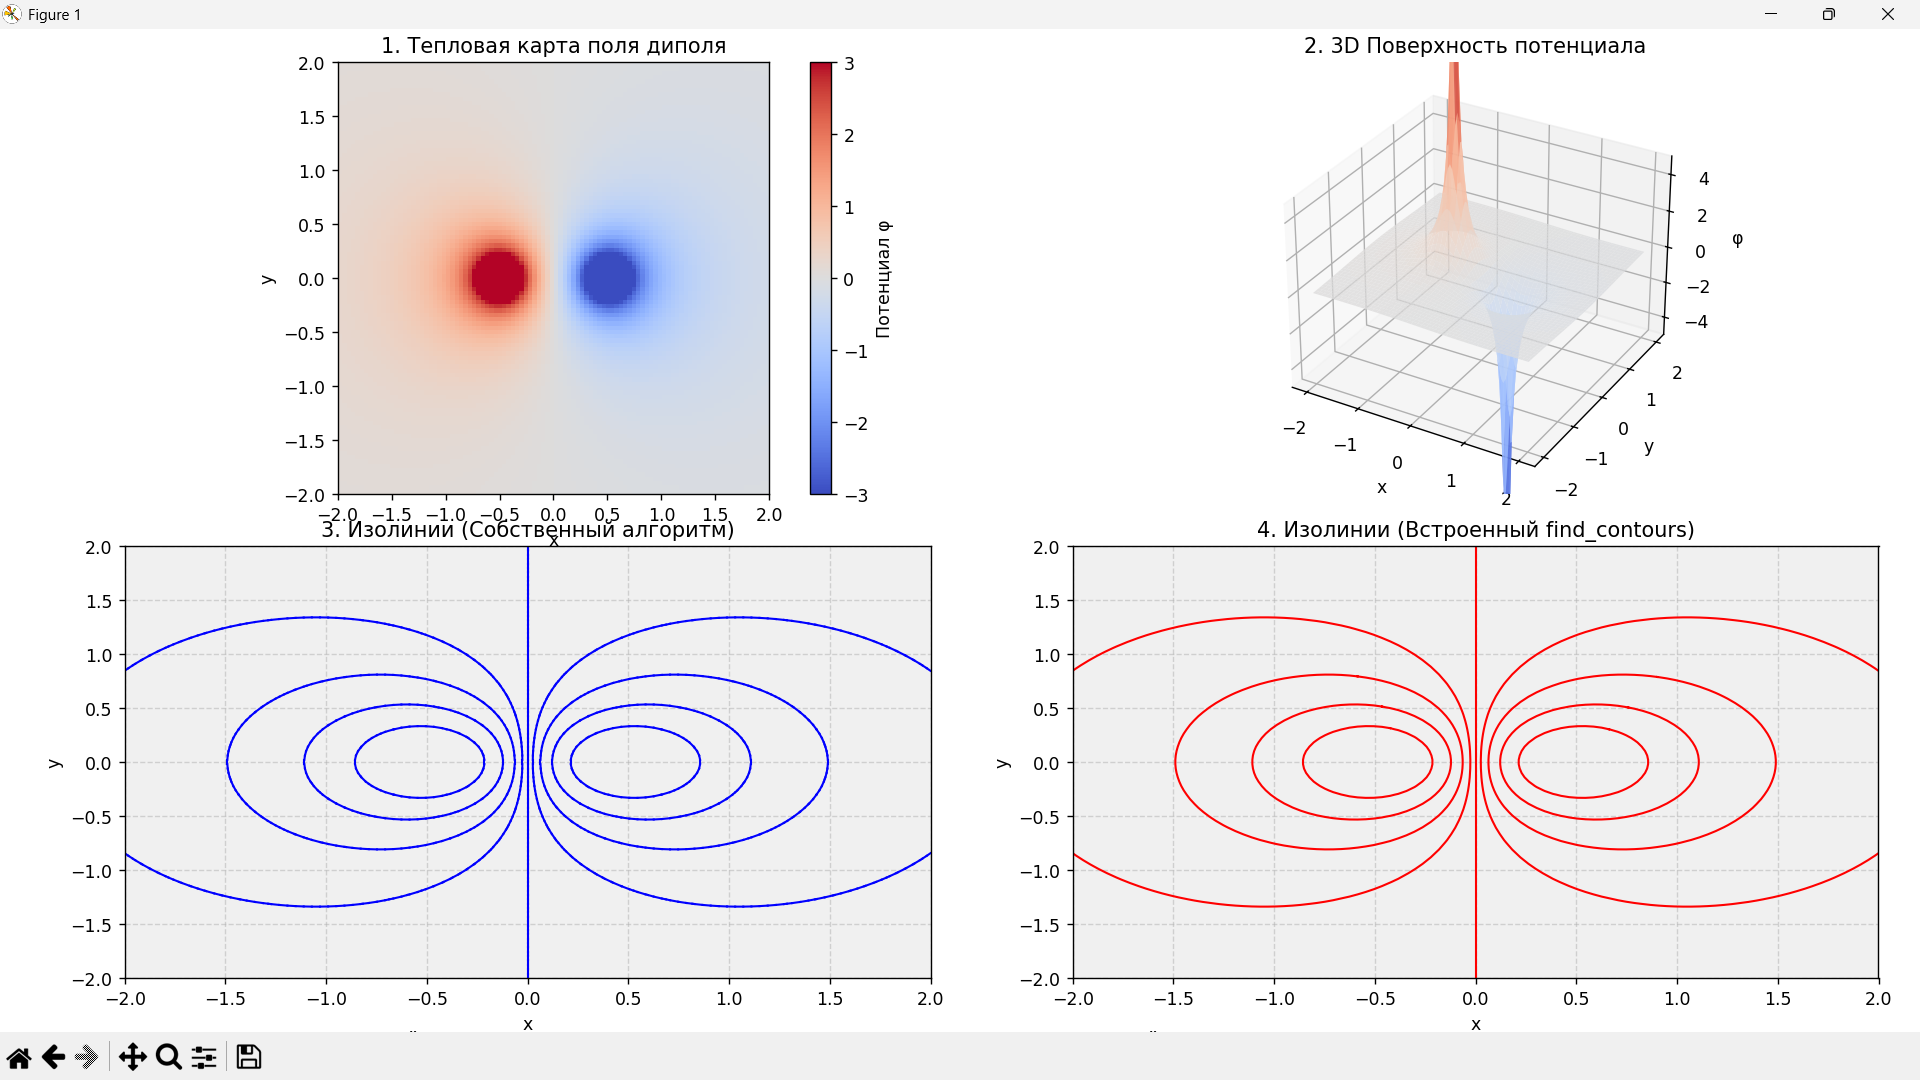 Figure 1
1. Тепловая карта поля диполя
2.0
1.5
1.0
0.5
0.0
−0.5
−1.0
−1.5
−2.0
y
−2.0 −1.5 −1.0 −0.5 0.0 0.5 1.0 1.5 2.0
x
3
2
1
0
−1
−2
−3
Потенциал φ
2. 3D Поверхность потенциала
4
2
0
−2
−4
φ
−2
−1
0
1
2
x
2
1
0
−1
−2
y
3. Изолинии (Собственный алгоритм)
2.0
1.5
1.0
0.5
0.0
−0.5
−1.0
−1.5
−2.0
y
−2.0 −1.5 −1.0 −0.5 0.0 0.5 1.0 1.5 2.0
x
4. Изолинии (Встроенный find_contours)
2.0
1.5
1.0
0.5
0.0
−0.5
−1.0
−1.5
−2.0
y
−2.0 −1.5 −1.0 −0.5 0.0 0.5 1.0 1.5 2.0
x